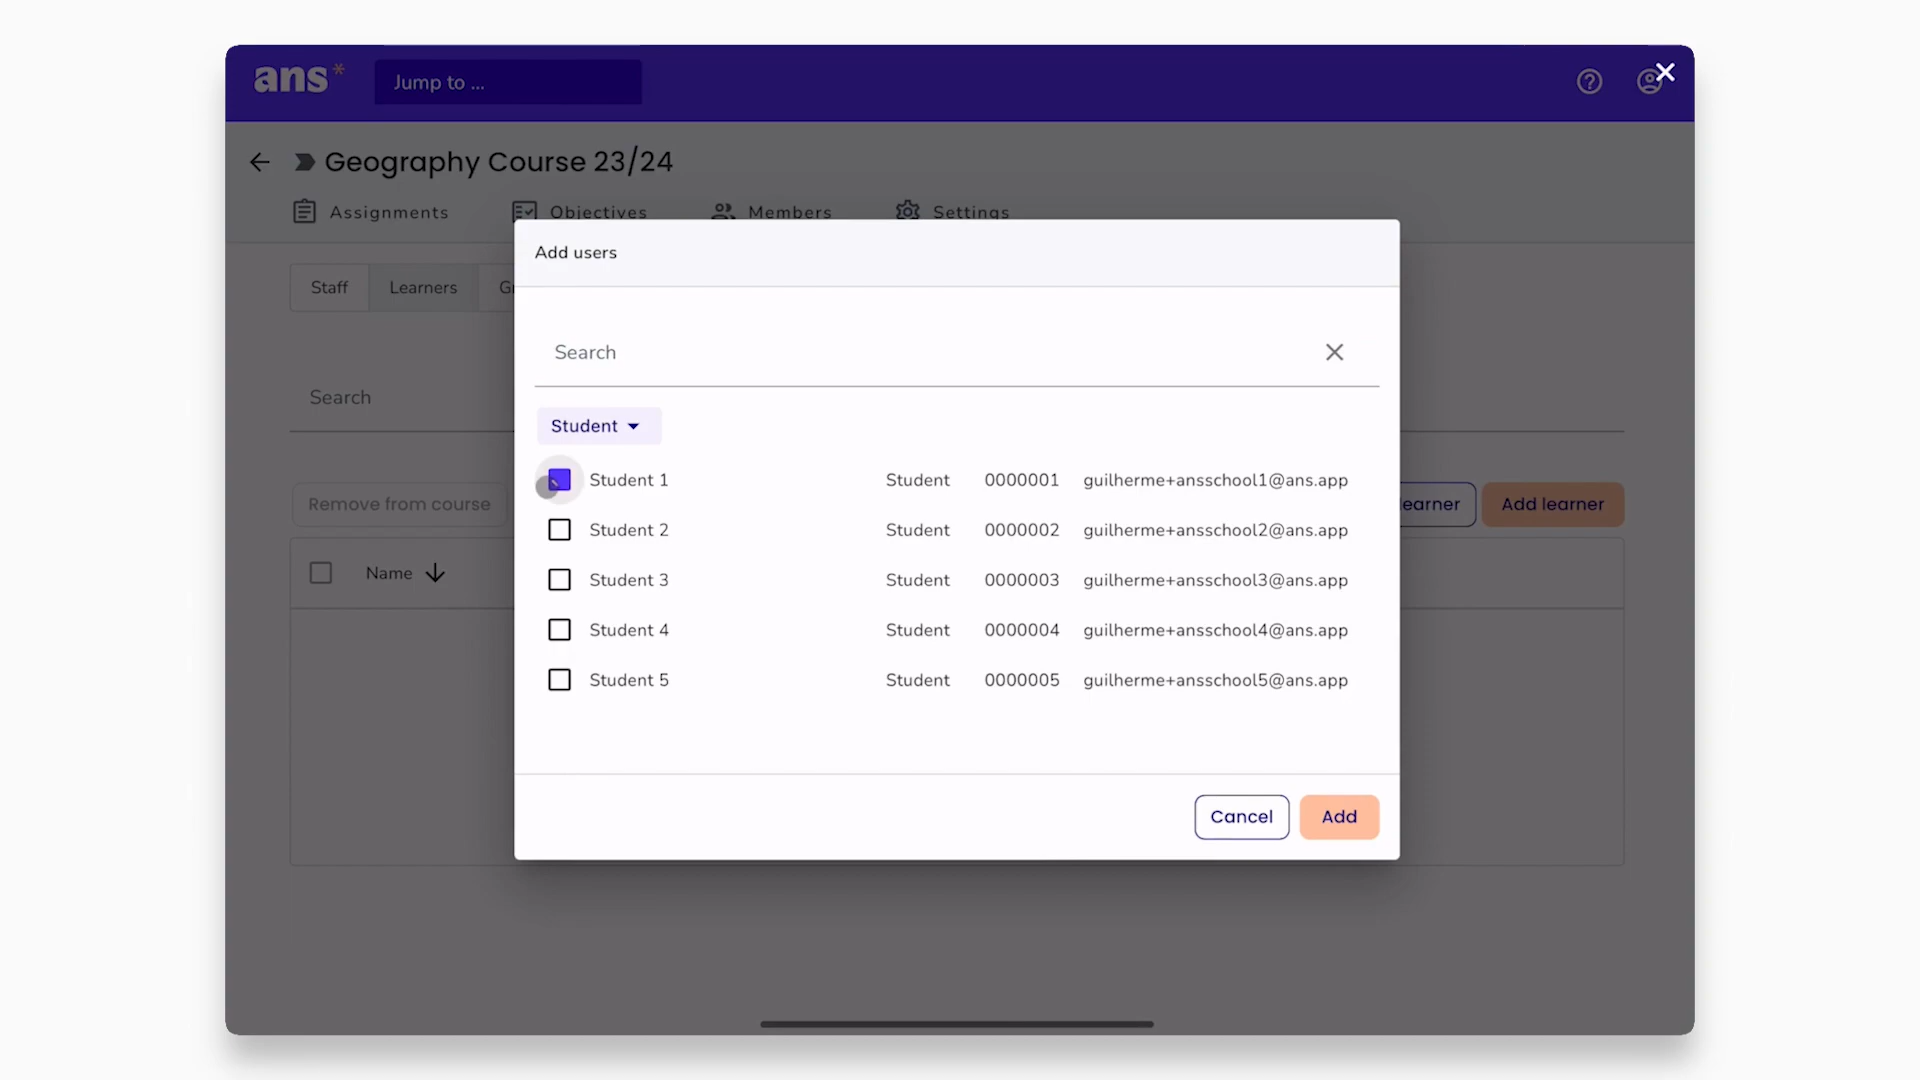 ans*
Jump to ...
Geography Course 23/24
Assignments
Objectives
Members
Settings
Add users
Staff
Learners
Search
Search
Student
Student 1 Student 0000001 guilherme+ansschool1@ans.app
Remove from course
earner
Add learner
Student 2 Student 0000002 guilherme+ansschool2@ans.app
Name
Student 3 Student 0000003 guilherme+ansschool3@ans.app
Student 4 Student 0000004 guilherme+ansschool4@ans.app
Student 5 Student 0000005 guilherme+ansschool5@ans.app
Cancel
Add